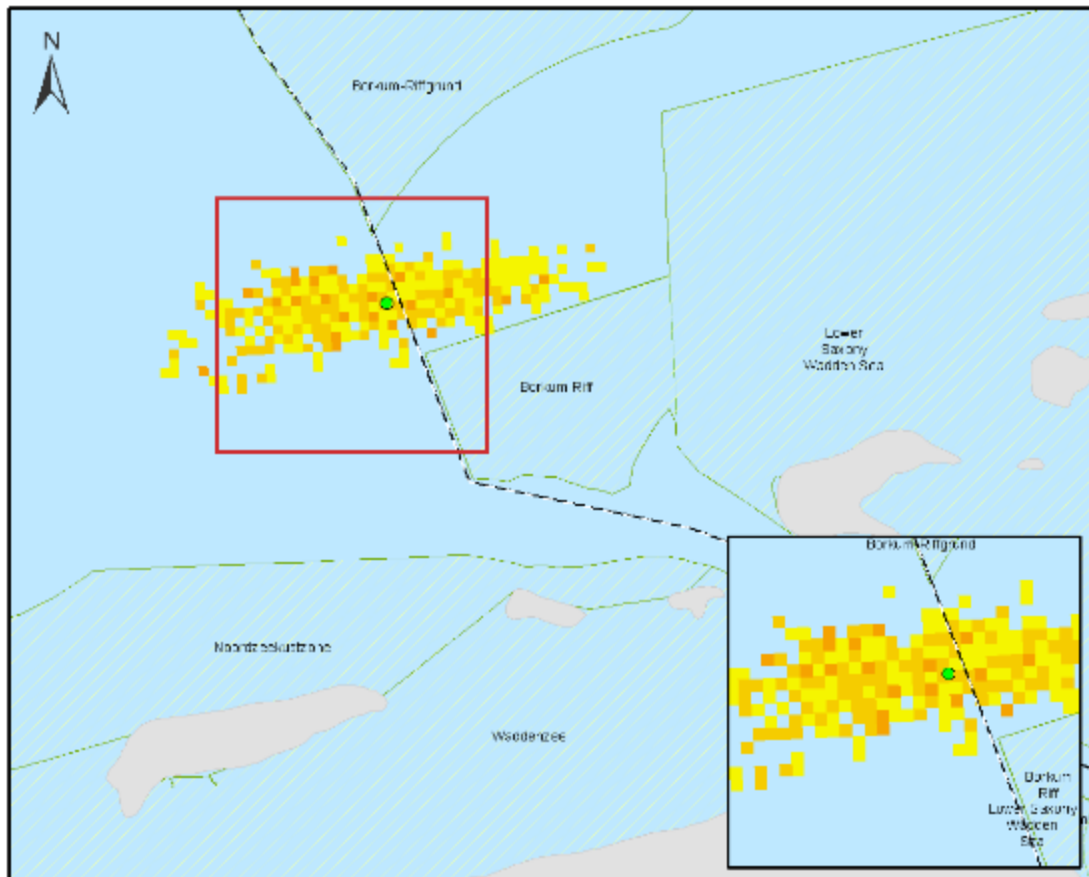 N
Borkum-Riffgrund
Lower
Saxony
Wadden Sea
Borkum Riff
Borkum-Riffgrund
Noordzeekustzone
Waddenzee
Borkum
Riff
Lower Saxony
Wadden
Sea